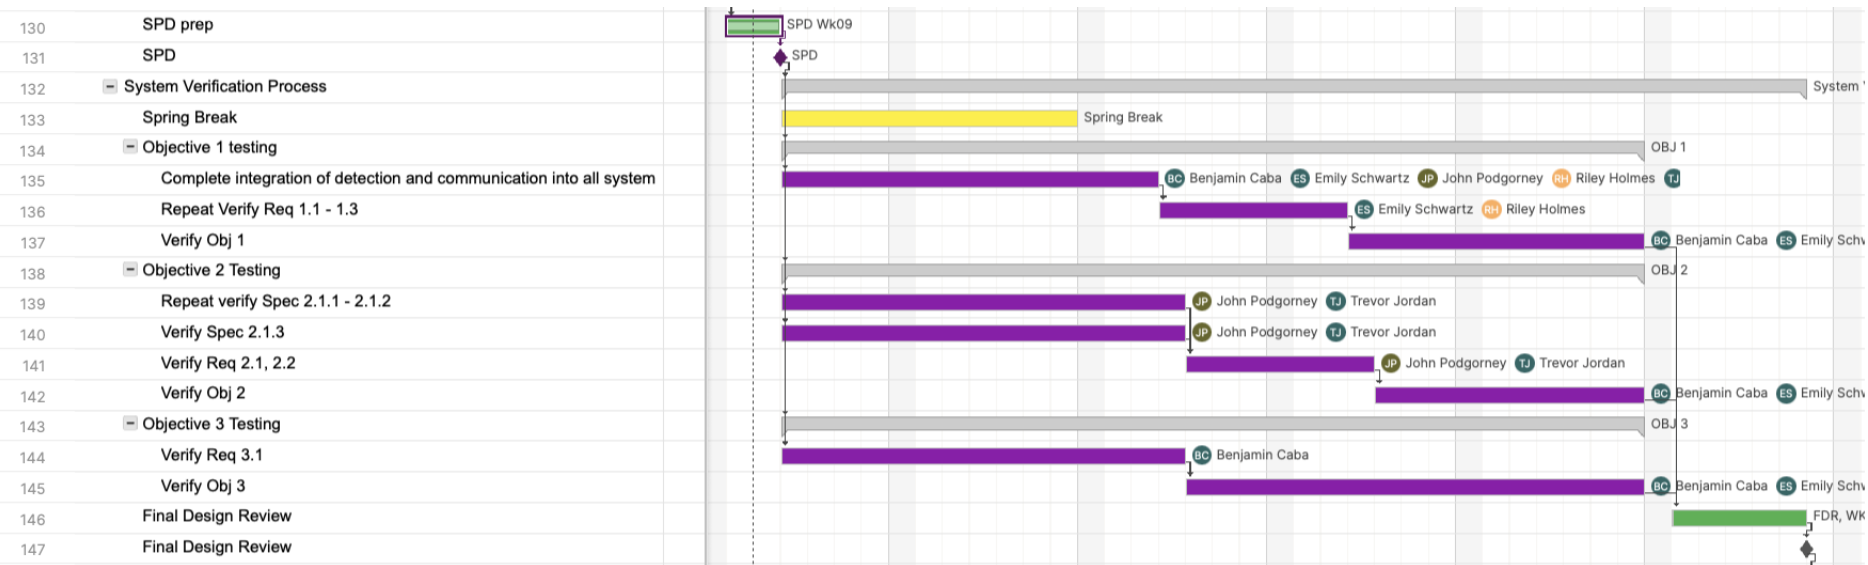 130 SPD prep SPD Wk09
131 SPD SPD
132 System Verification Process System
133 Spring Break Spring Break
134 Objective 1 testing OBJ 1
135 Complete integration of detection and communication into all system BC Benjamin Caba ES Emily Schwartz JP John Podgorney RH Riley Holmes TJ
136 Repeat Verify Req 1.1 - 1.3 ES Emily Schwartz RH Riley Holmes
137 Verify Obj 1 BC Benjamin Caba ES Emily Schw
138 Objective 2 Testing OBJ 2
139 Repeat verify Spec 2.1.1 - 2.1.2 JP John Podgorney TJ Trevor Jordan
140 Verify Spec 2.1.3 JP John Podgorney TJ Trevor Jordan
141 Verify Req 2.1, 2.2 JP John Podgorney TJ Trevor Jordan
142 Verify Obj 2 BC Benjamin Caba ES Emily Schw
143 Objective 3 Testing OBJ 3
144 Verify Req 3.1 BC Benjamin Caba
145 Verify Obj 3 BC Benjamin Caba ES Emily Schw
146 Final Design Review FDR, WK
147 Final Design Review